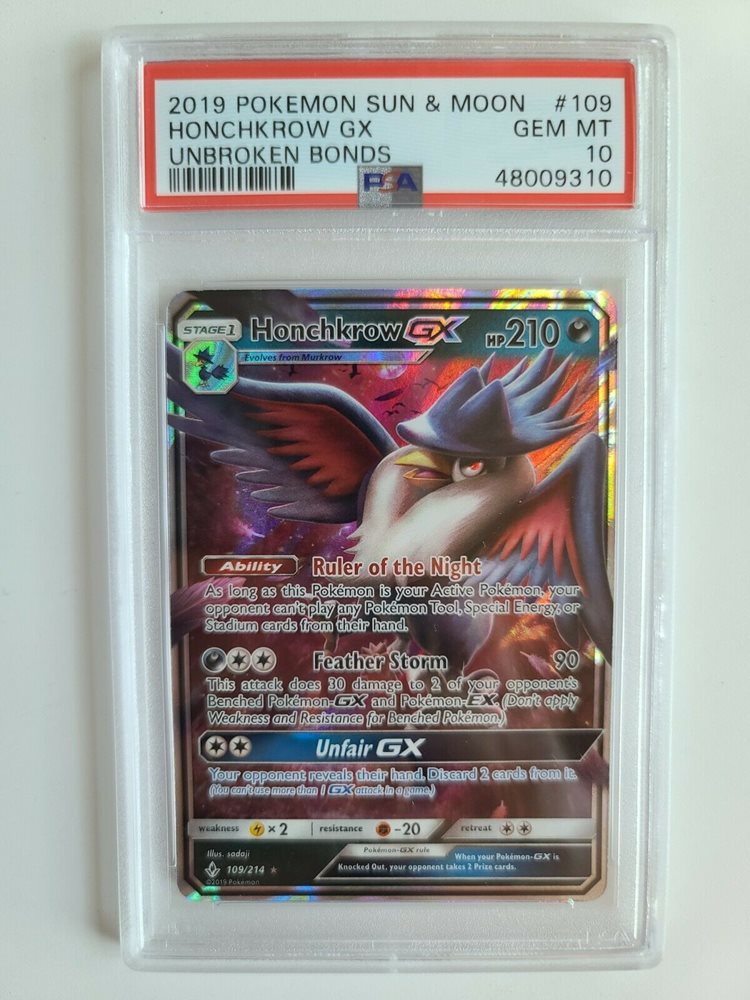 2019 POKEMON SUN & MOON #109
HONCHKROW GX GEM MT
UNBROKEN BONDS 10
PSA 48009310
STAGE1 Honchkrow GX HP210
Evolves from Murkrow
Ability Ruler of the Night
As long as this Pokémon is your Active Pokémon, your
opponent can't play any Pokémon Tool, Special Energy, or
Stadium cards from their hand.
Feather Storm 90
This attack does 30 damage to 2 of your opponent's
Benched Pokémon-GX and Pokémon-EX. (Don't apply
Weakness and Resistance for Benched Pokémon.)
Unfair GX
Your opponent reveals their hand. Discard 2 cards from it.
(You can't use more than 1 GX attack in a game.)
weakness ×2 resistance -20 retreat
Illus. sadaji Pokémon-GX rule When your Pokémon-GX is
109/214 Knocked Out, your opponent takes 2 Prize cards.
©2019 Pokémon